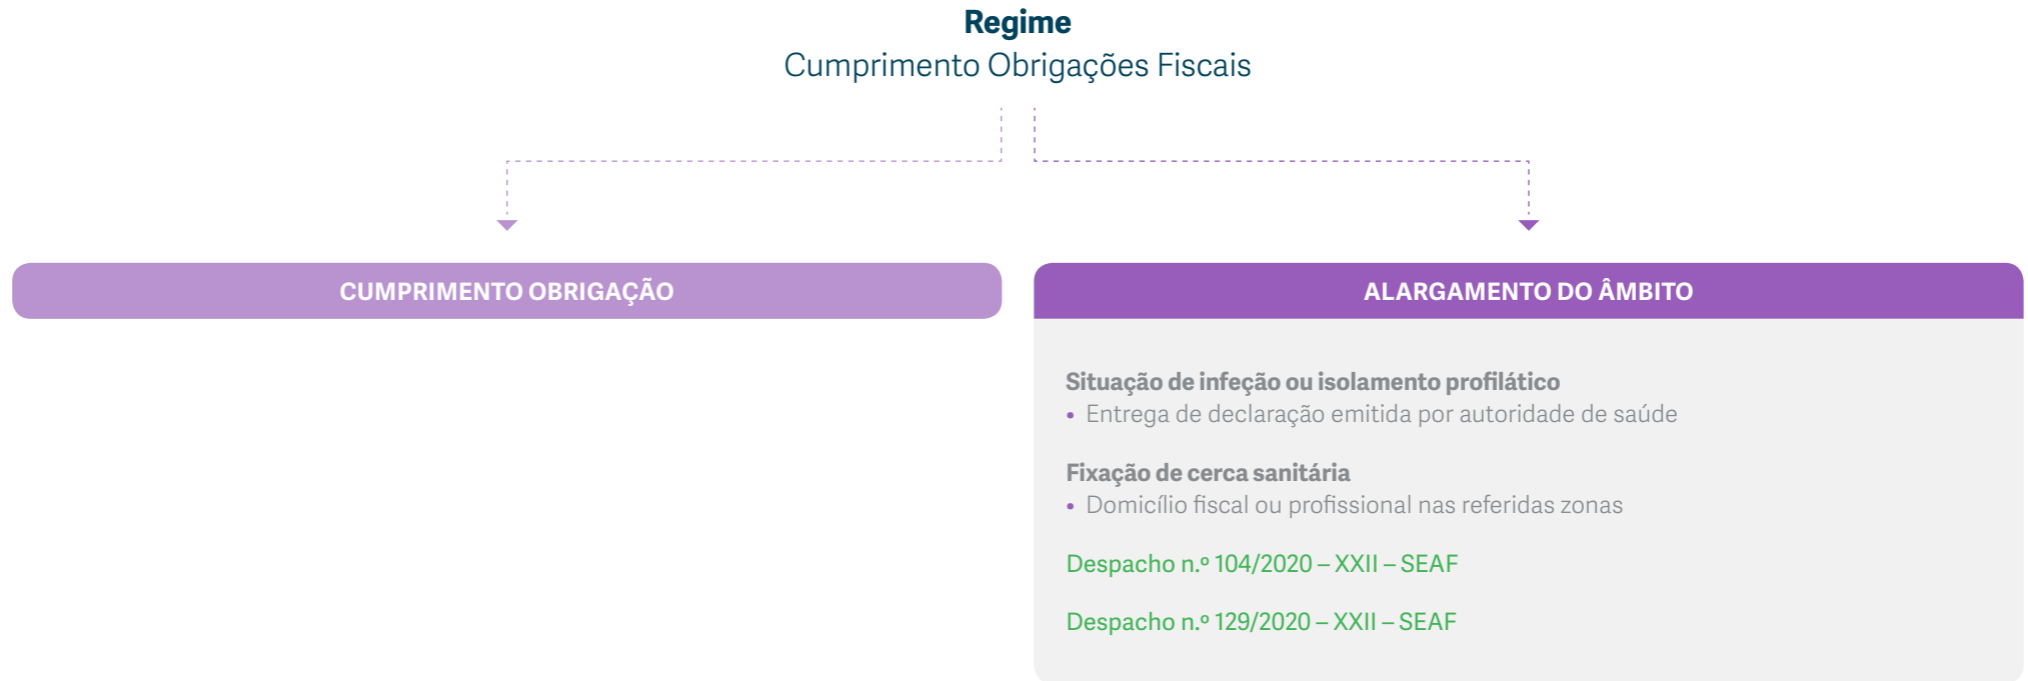 Regime
Cumprimento Obrigações Fiscais
CUMPRIMENTO OBRIGAÇÃO
ALARGAMENTO DO ÂMBITO
Situação de infeção ou isolamento profilático
• Entrega de declaração emitida por autoridade de saúde
Fixação de cerca sanitária
• Domicílio fiscal ou profissional nas referidas zonas
Despacho n.º 104/2020 – XXII – SEAF
Despacho n.º 129/2020 – XXII – SEAF